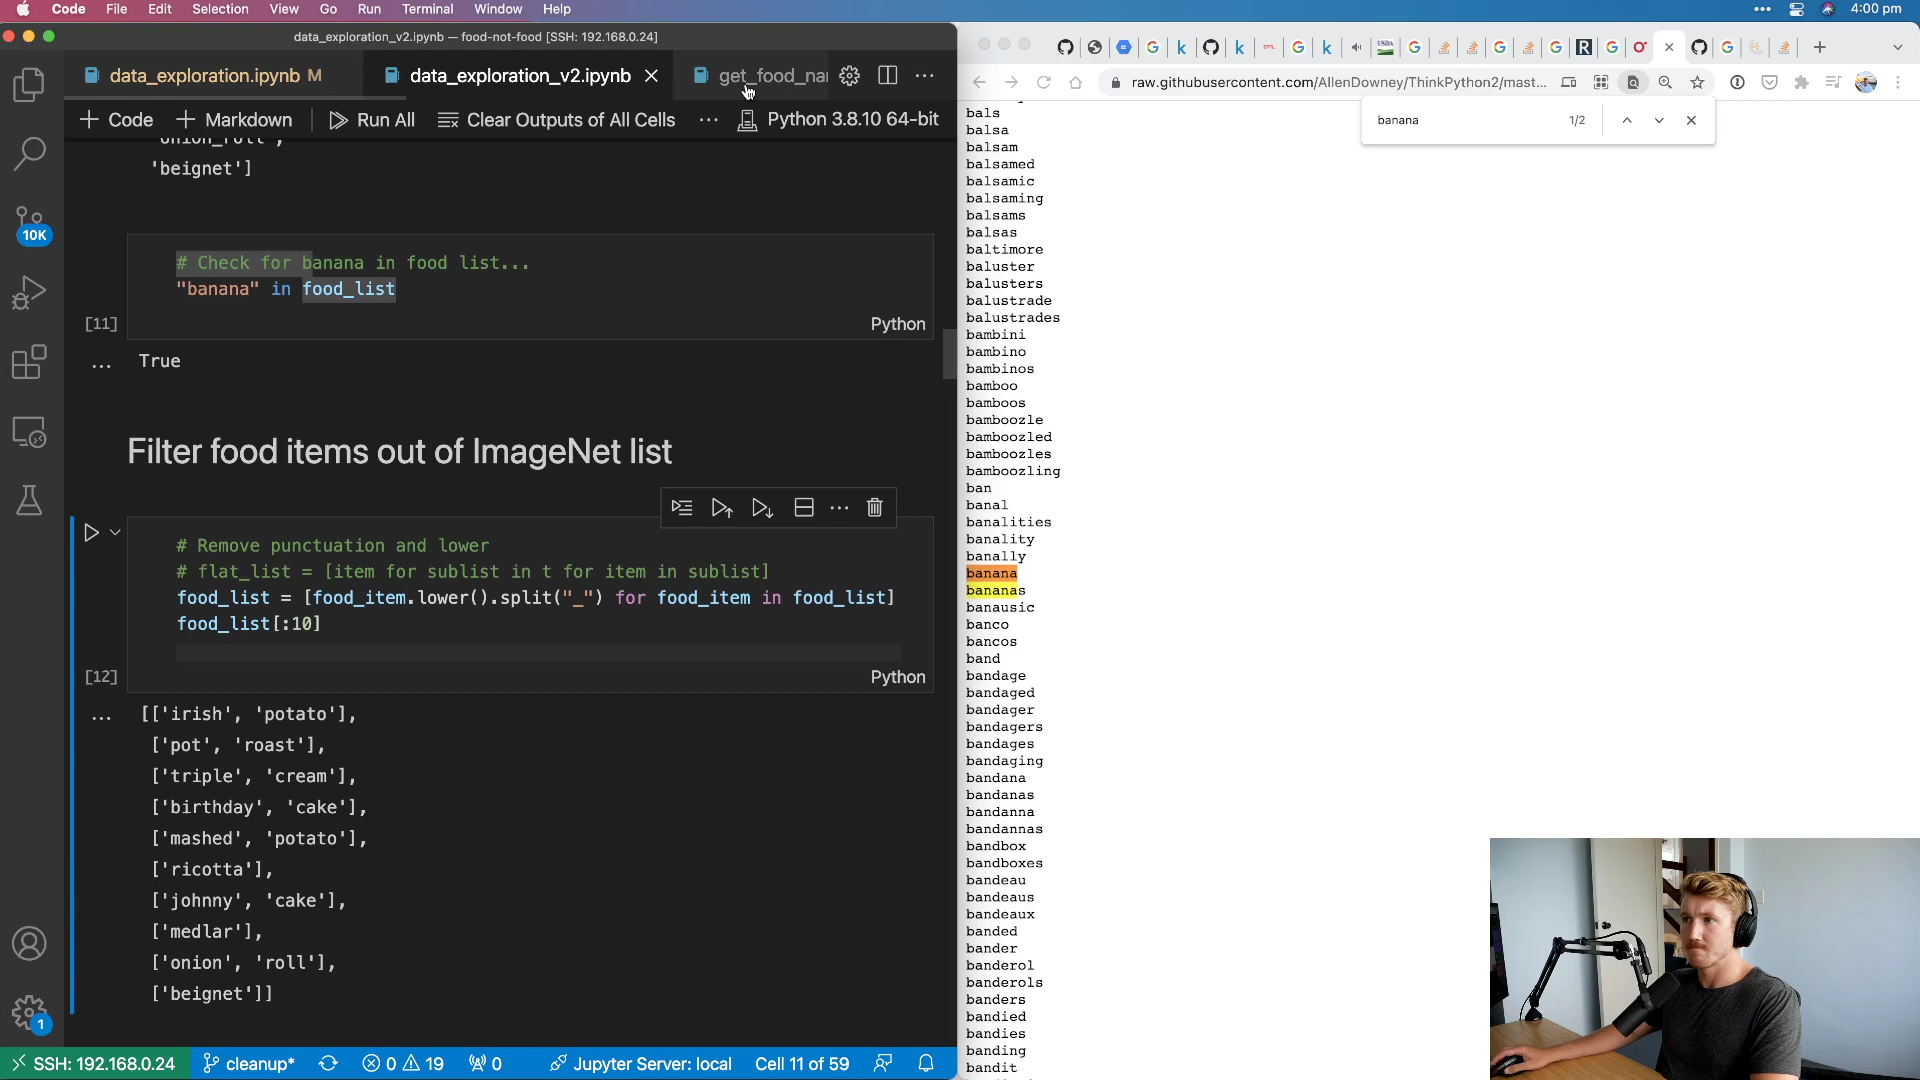 Code File Edit Selection View Go Run Terminal Window Help 4:00 pm
data_exploration_v2.ipynb — food-not-food [SSH: 192.168.0.24]
data_exploration.ipynb M data_exploration_v2.ipynb get_food_na
+ Code + Markdown Run All Clear Outputs of All Cells ... Python 3.8.10 64-bit
'onion_roll',
'beignet']
10K
# Check for banana in food list...
"banana" in food_list
[11] Python
... True
Filter food items out of ImageNet list
# Remove punctuation and lower
# flat_list = [item for sublist in t for item in sublist]
food_list = [food_item.lower().split("_") for food_item in food_list]
food_list[:10]
[12] Python
... [['irish', 'potato'],
['pot', 'roast'],
['triple', 'cream'],
['birthday', 'cake'],
['mashed', 'potato'],
['ricotta'],
['johnny', 'cake'],
['medlar'],
['onion', 'roll'],
['beignet']]
1
SSH: 192.168.0.24 cleanup* 0 19 0 Jupyter Server: local Cell 11 of 59
raw.githubusercontent.com/AllenDowney/ThinkPython2/mast...
banana 1/2
bals
balsa
balsam
balsamed
balsamic
balsaming
balsams
balsas
baltimore
baluster
balusters
balustrade
balustrades
bambini
bambino
bambinos
bamboo
bamboos
bamboozle
bamboozled
bamboozles
bamboozling
ban
banal
banalities
banality
banally
banana
bananas
banausic
banco
bancos
band
bandage
bandaged
bandager
bandagers
bandages
bandaging
bandana
bandanas
bandanna
bandannas
bandbox
bandboxes
bandeau
bandeaus
bandeaux
banded
bander
banderol
banderols
banders
bandied
bandies
banding
bandit